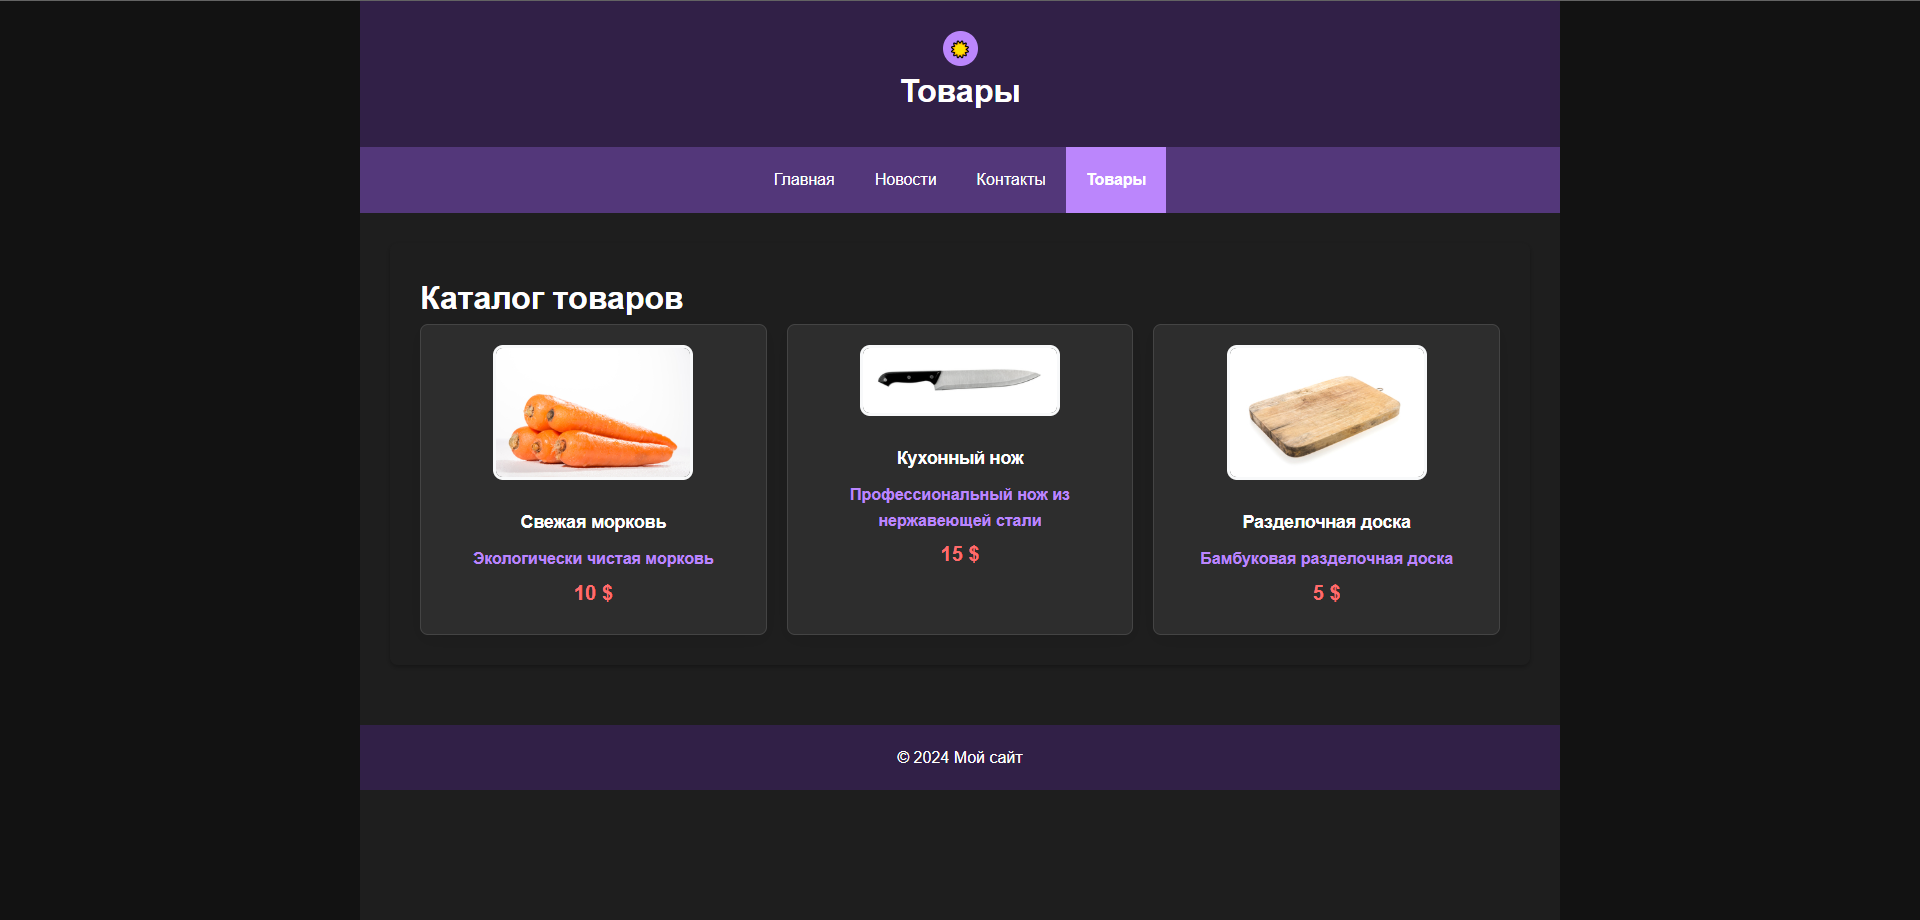 Товары
Главная
Новости
Контакты
Товары
Каталог товаров
Свежая морковь
Экологически чистая морковь
10 $
Кухонный нож
Профессиональный нож из
нержавеющей стали
15 $
Разделочная доска
Бамбуковая разделочная доска
5 $
© 2024 Мой сайт